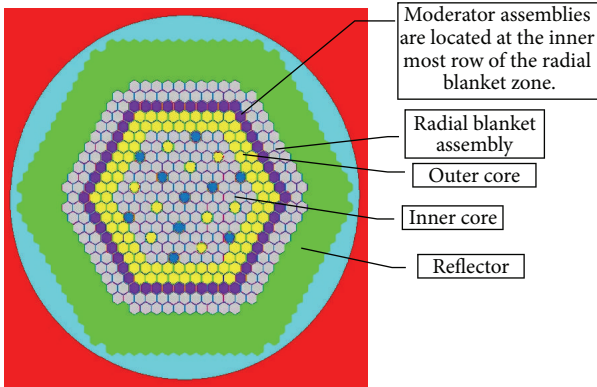 Moderator assemblies
are located at the inner
most row of the radial
blanket zone.
Radial blanket
assembly
Outer core
Inner core
Reflector